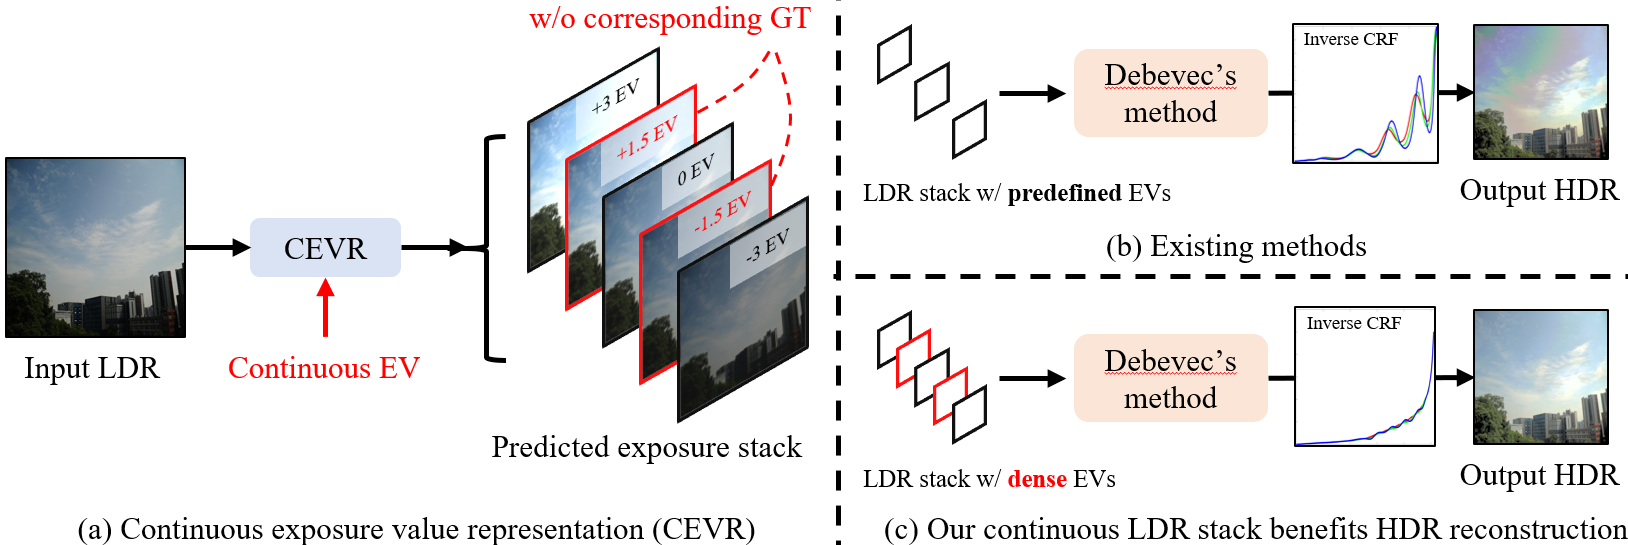 w/o corresponding GT
+3 EV
+1.5 EV
0 EV
-1.5 EV
-3 EV
CEVR
Input LDR
Continuous EV
Predicted exposure stack
(a) Continuous exposure value representation (CEVR)
Debevec's
method
Inverse CRF
LDR stack w/ predefined EVs
Output HDR
(b) Existing methods
Debevec's
method
Inverse CRF
LDR stack w/ dense EVs
Output HDR
(c) Our continuous LDR stack benefits HDR reconstruction